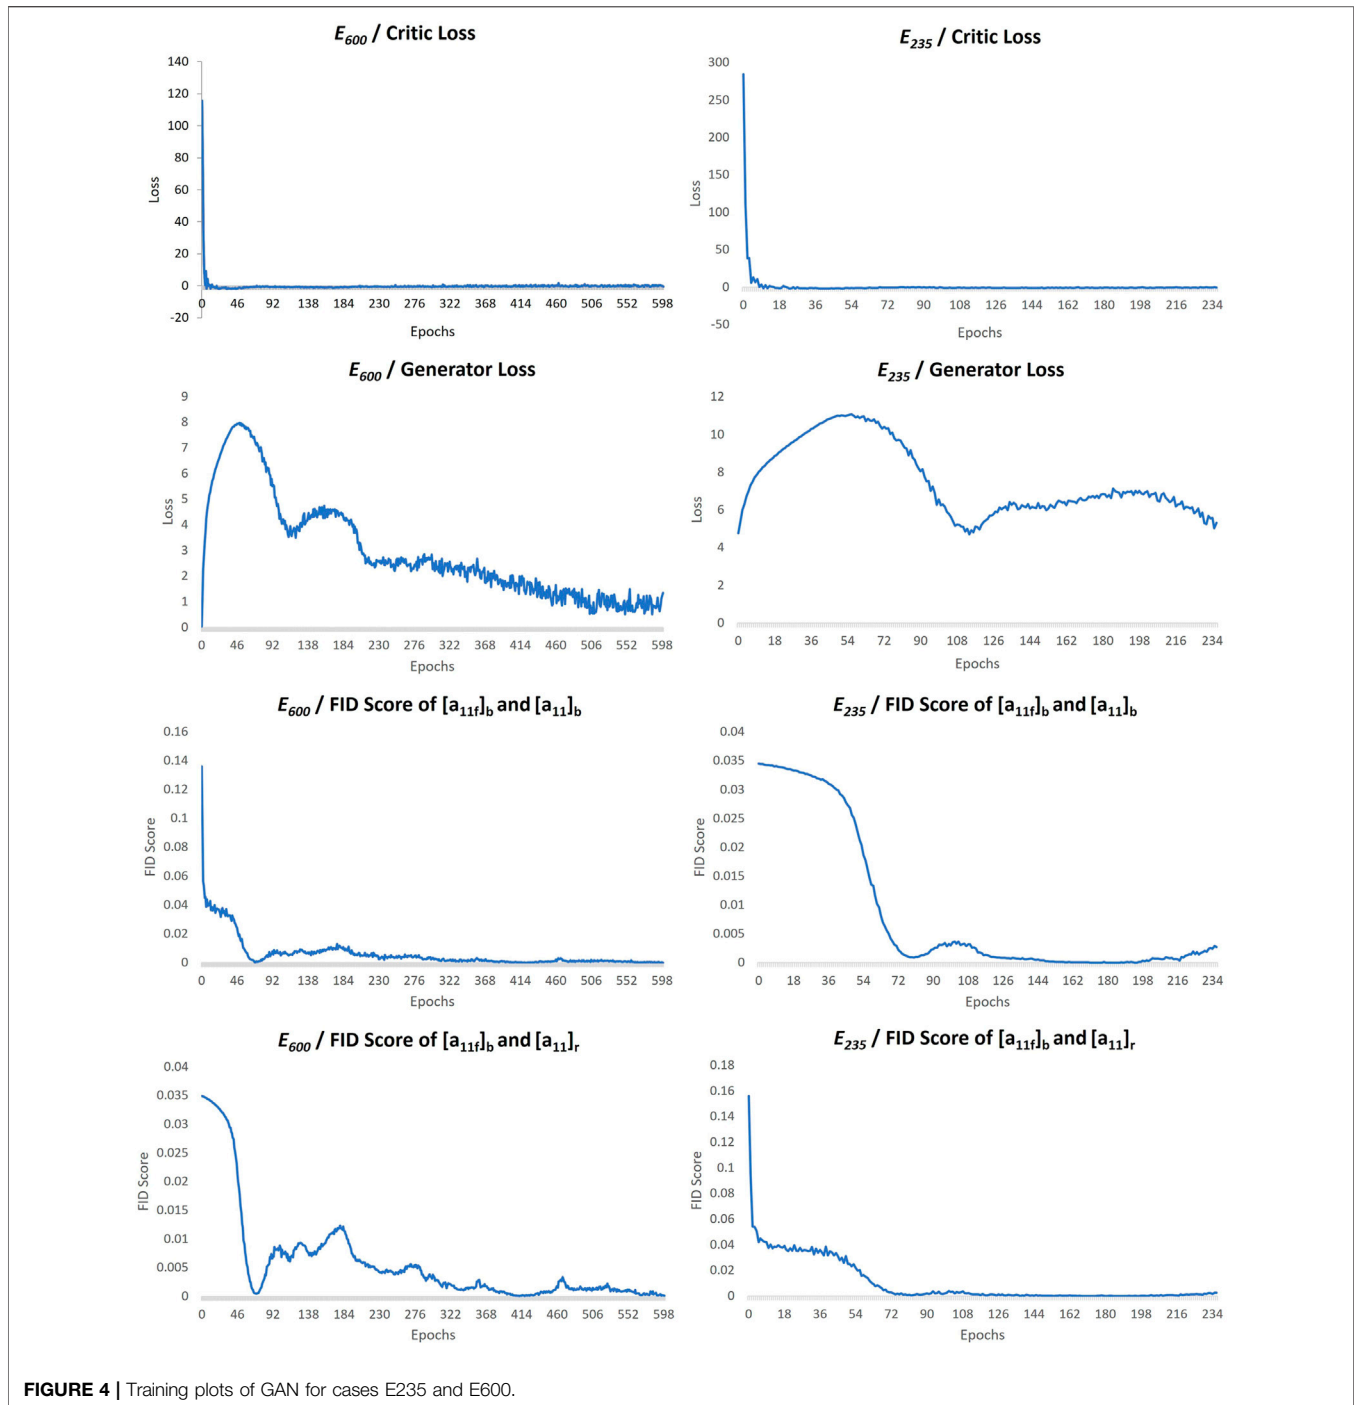 E600 / Critic Loss
140
120
100
80
60
40
20
0
-20
Loss
0 46 92 138 184 230 276 322 368 414 460 506 552 598
Epochs
E235 / Critic Loss
300
250
200
150
100
50
0
-50
Loss
0 18 36 54 72 90 108 126 144 162 180 198 216 234
Epochs
E600 / Generator Loss
9
8
7
6
5
4
3
2
1
0
Loss
0 46 92 138 184 230 276 322 368 414 460 506 552 598
Epochs
E235 / Generator Loss
12
10
8
6
4
2
0
Loss
0 18 36 54 72 90 108 126 144 162 180 198 216 234
Epochs
E600 / FID Score of [a11f]b and [a11]b
0.16
0.14
0.12
0.1
0.08
0.06
0.04
0.02
0
FID Score
0 46 92 138 184 230 276 322 368 414 460 506 552 598
Epochs
E235 / FID Score of [a11f]b and [a11]b
0.04
0.035
0.03
0.025
0.02
0.015
0.01
0.005
0
FID Score
0 18 36 54 72 90 108 126 144 162 180 198 216 234
Epochs
E600 / FID Score of [a11f]b and [a11]r
0.04
0.035
0.03
0.025
0.02
0.015
0.01
0.005
0
FID Score
0 46 92 138 184 230 276 322 368 414 460 506 552 598
Epochs
E235 / FID Score of [a11f]b and [a11]r
0.18
0.16
0.14
0.12
0.1
0.08
0.06
0.04
0.02
0
FID Score
0 18 36 54 72 90 108 126 144 162 180 198 216 234
Epochs
FIGURE 4 | Training plots of GAN for cases E235 and E600.